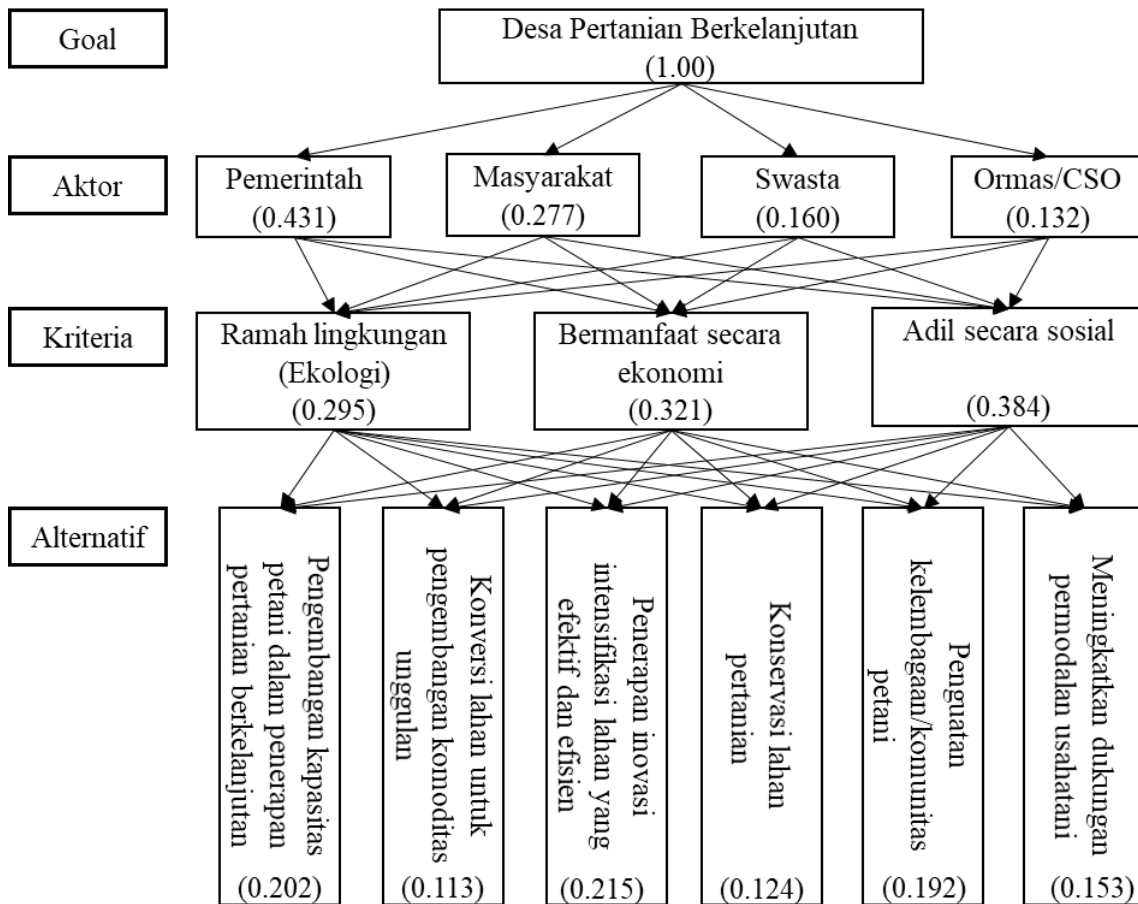 Goal
Desa Pertanian Berkelanjutan
(1.00)
Aktor
Pemerintah
(0.431)
Masyarakat
(0.277)
Swasta
(0.160)
Ormas/CSO
(0.132)
Kriteria
Ramah lingkungan
(Ekologi)
(0.295)
Bermanfaat secara
ekonomi
(0.321)
Adil secara sosial
(0.384)
Alternatif
Pengembangan kapasitas
petani dalam penerapan
pertanian berkelanjutan
(0.202)
Konversi lahan untuk
pengembangan komoditas
unggulan
(0.113)
Penerapan inovasi
intensifikasi lahan yang
efektif dan efisien
(0.215)
Konservasi lahan
pertanian
(0.124)
Penguatan
kelembagaan/komunitas
petani
(0.192)
Meningkatkan dukungan
permodalan usahatani
(0.153)